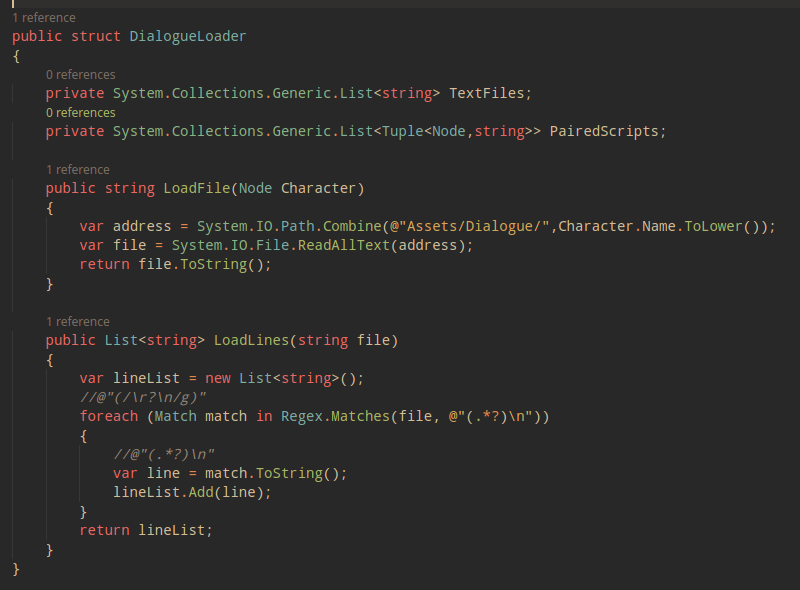 1 reference
public struct DialogueLoader
{
0 references
private System.Collections.Generic.List<string> TextFiles;
0 references
private System.Collections.Generic.List<Tuple<Node,string>> PairedScripts;
1 reference
public string LoadFile(Node Character)
{
var address = System.IO.Path.Combine(@"Assets/Dialogue/",Character.Name.ToLower());
var file = System.IO.File.ReadAllText(address);
return file.ToString();
}
1 reference
public List<string> LoadLines(string file)
{
var lineList = new List<string>();
//@"(/\r?\n/g)"
foreach (Match match in Regex.Matches(file, @"(.*?)\n"))
{
//@"(.*?)\n"
var line = match.ToString();
lineList.Add(line);
}
return lineList;
}
}